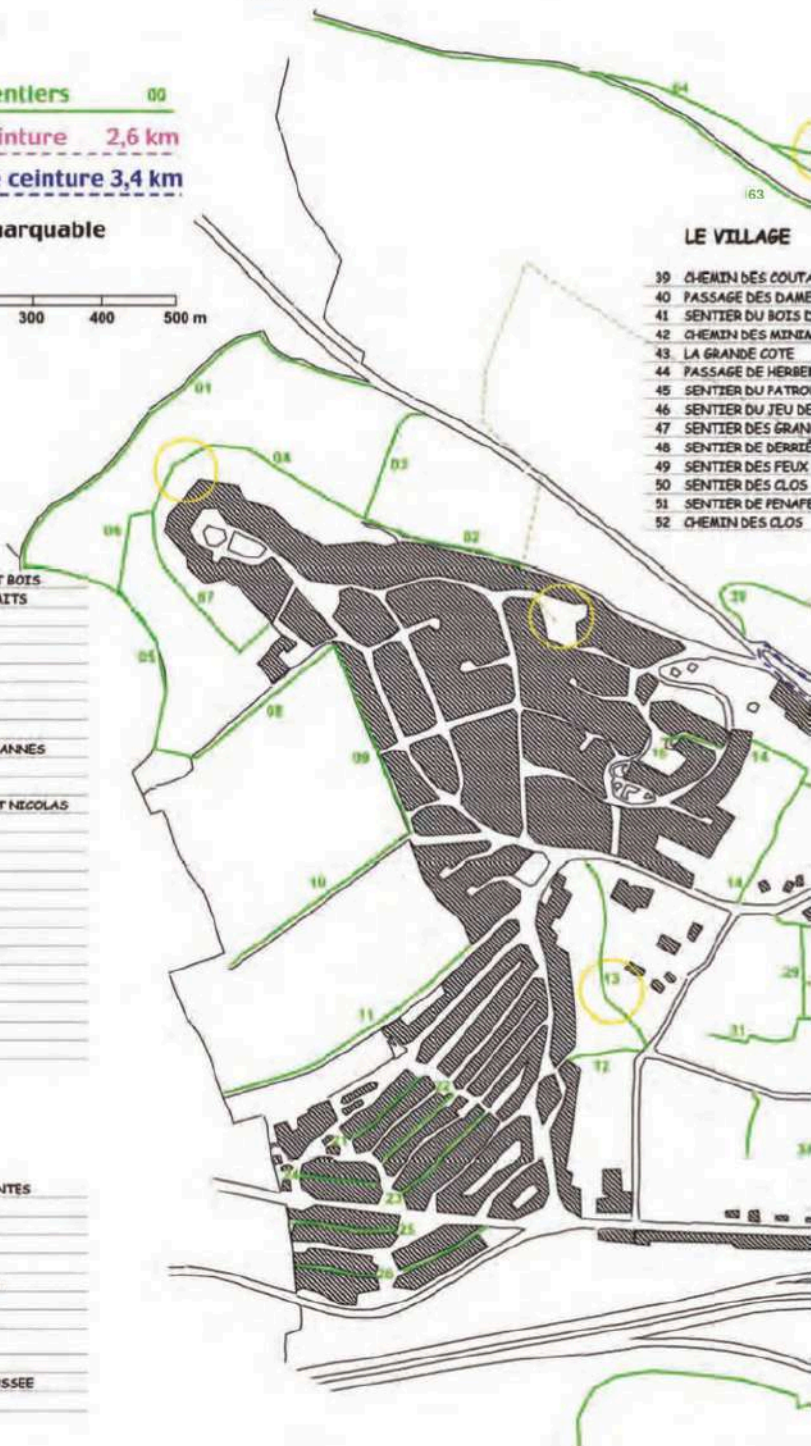 entiers 00
inture 2,6 km
ceinture 3,4 km
arquable
300 400 500 m
LE VILLAGE
39 CHEMIN DES COUTA
40 PASSAGE DES DAME
41 SENTIER DU BOIS D
42 CHEMIN DES MINIM
43 LA GRANDE COTE
44 PASSAGE DE HERBE
45 SENTIER DU PATRO
46 SENTIER DU JEU DE
47 SENTIER DES GRAN
48 SENTIER DE DERRIÈ
49 SENTIER DES FEUX
50 SENTIER DES CLOS
51 SENTIER DE PENAPE
52 CHEMIN DES CLOS
T BOIS
AITS
ANNES
T NICOLAS
NTES
SSEE
64
63
01
04
03
02
06
07
05
08
09
10
11
16
14
14
13
12
29
31
22
21
24
23
25
26